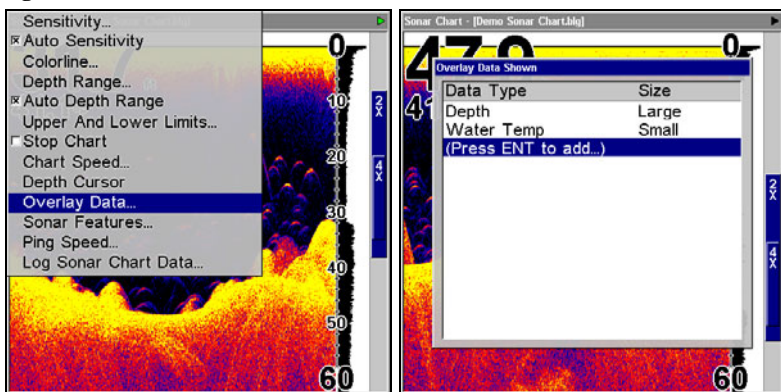 Sensitivity...
Auto Sensitivity
Colorline...
Depth Range...
Auto Depth Range
Upper And Lower Limits...
Stop Chart
Chart Speed...
Depth Cursor
Overlay Data...
Sonar Features...
Ping Speed...
Log Sonar Chart Data...
0
10
20
30
40
50
60
2X
4X
Sonar Chart - [Demo Sonar Chart.blg]
0
Overlay Data Shown
Data Type Size
Depth Large
Water Temp Small
(Press ENT to add...)
2X
4X
60